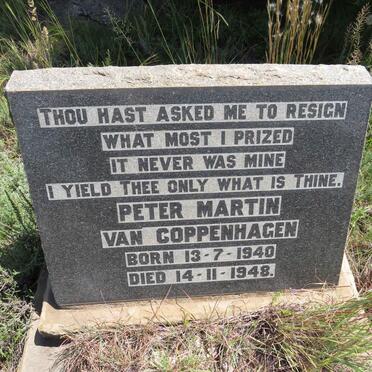 THOU HAST ASKED ME TO RESIGN
WHAT MOST I PRIZED
IT NEVER WAS MINE
I YIELD THEE ONLY WHAT IS THINE.
PETER MARTIN
VAN COPPENHAGEN
BORN 13-7-1940
DIED 14-11-1948.